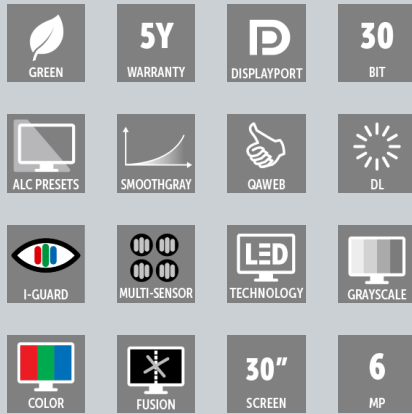 5Y
30
GREEN
WARRANTY
DISPLAYPORT
BIT
ALC PRESETS
SMOOTHGRAY
QAWEB
DL
LED
I-GUARD
MULTI-SENSOR
TECHNOLOGY
GRAYSCALE
30"
6
COLOR
FUSION
SCREEN
MP